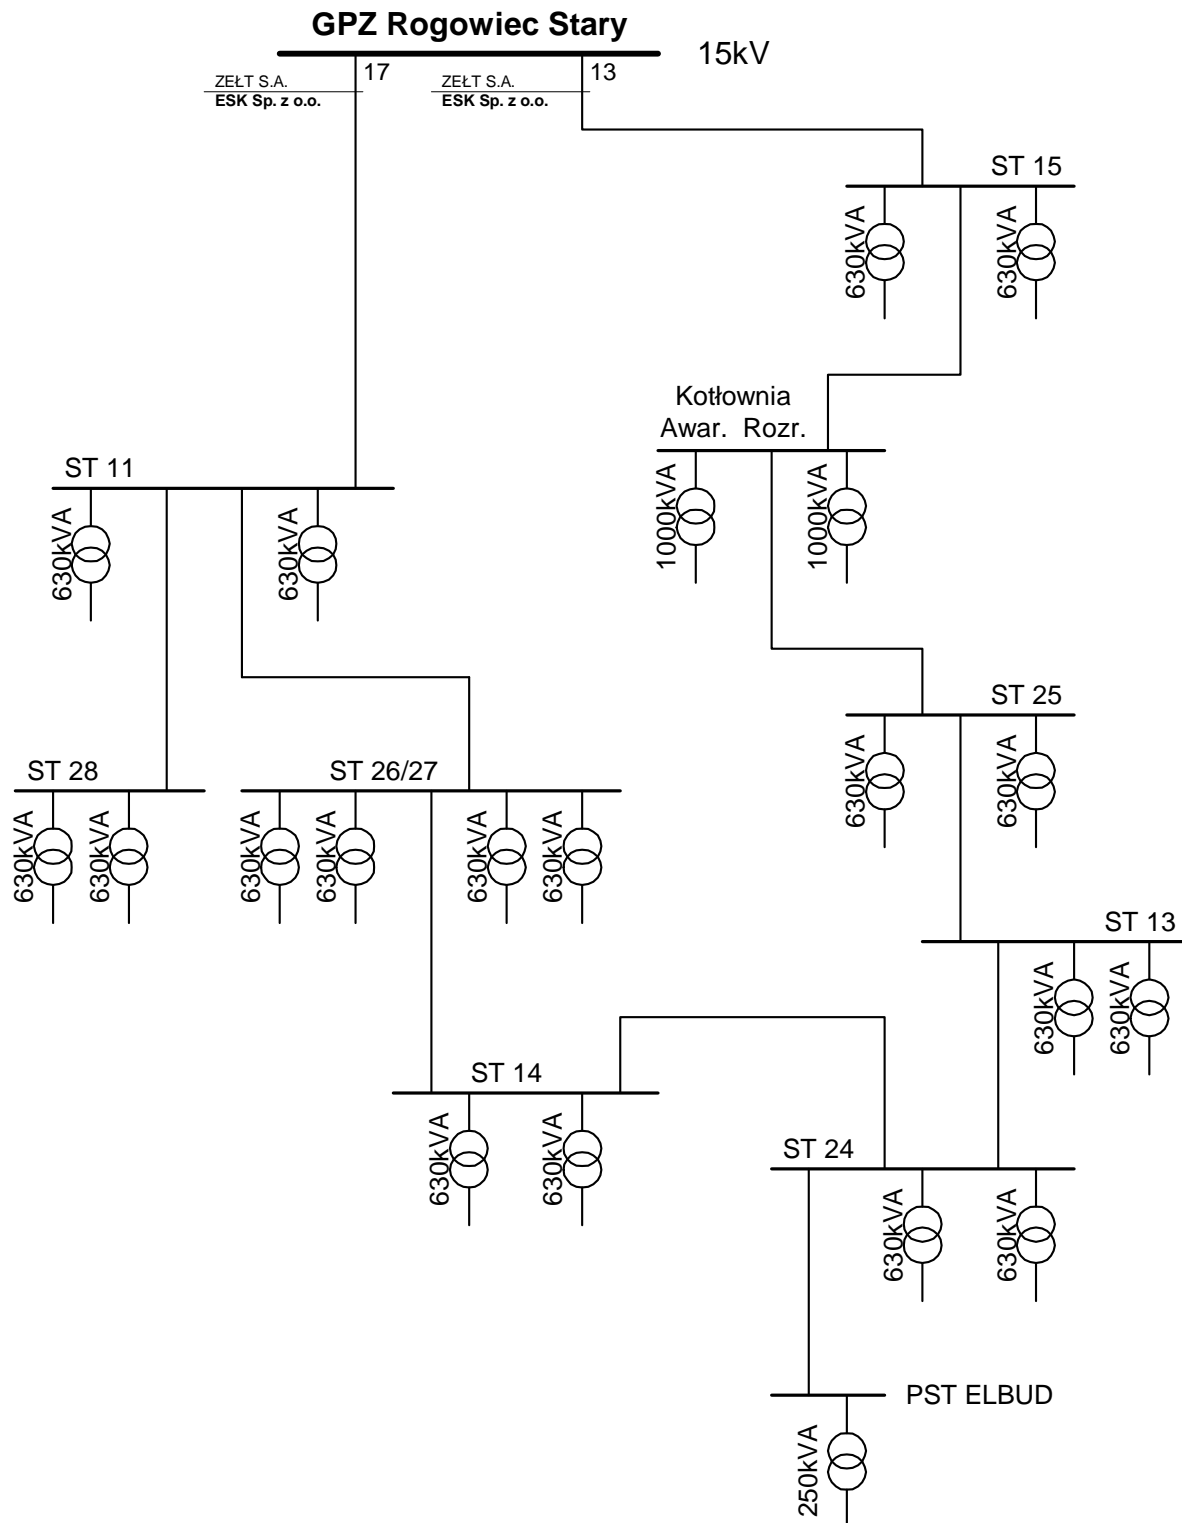 GPZ Rogowiec Stary
15kV
17
13
ZEŁT S.A.
ESK Sp. z o.o.
ZEŁT S.A.
ESK Sp. z o.o.
ST 15
630kVA
630kVA
Kotłownia
Awar. Rozr.
1000kVA
1000kVA
ST 11
630kVA
630kVA
ST 25
630kVA
630kVA
ST 28
630kVA
630kVA
ST 26/27
630kVA
630kVA
630kVA
630kVA
ST 13
630kVA
630kVA
ST 14
630kVA
630kVA
ST 24
630kVA
630kVA
PST ELBUD
250kVA